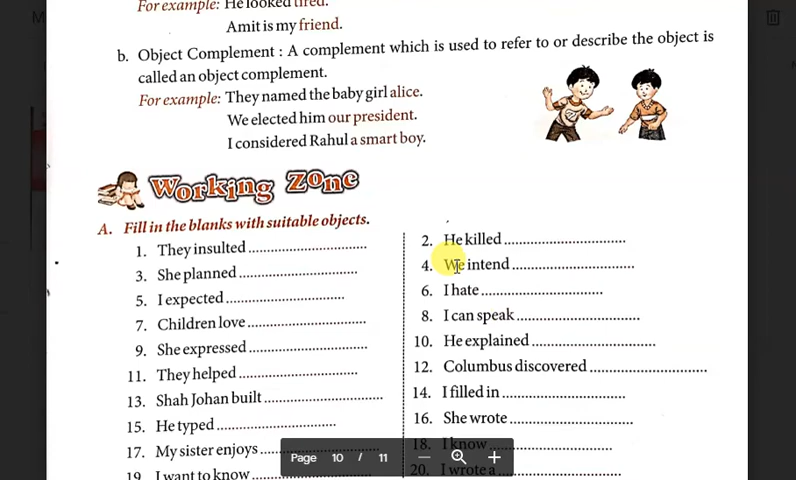 For example: He looked tired.
Amit is my friend.
b. Object Complement : A complement which is used to refer to or describe the object is
called an object complement.
For example: They named the baby girl alice.
We elected him our president.
I considered Rahul a smart boy.
Working Zone
A. Fill in the blanks with suitable objects.
1. They insulted ..............................
2. He killed ..............................
3. She planned ..............................
4. We intend ..............................
5. I expected ..............................
6. I hate ..............................
7. Children love ..............................
8. I can speak ..............................
9. She expressed ..............................
10. He explained ..............................
11. They helped ..............................
12. Columbus discovered ..............................
13. Shah Johan built ..............................
14. I filled in ..............................
15. He typed ..............................
16. She wrote ..............................
17. My sister enjoys ..............................
18. I know ..............................
19. I want to know ..............................
20. I wrote a ..............................
Page 10 / 11